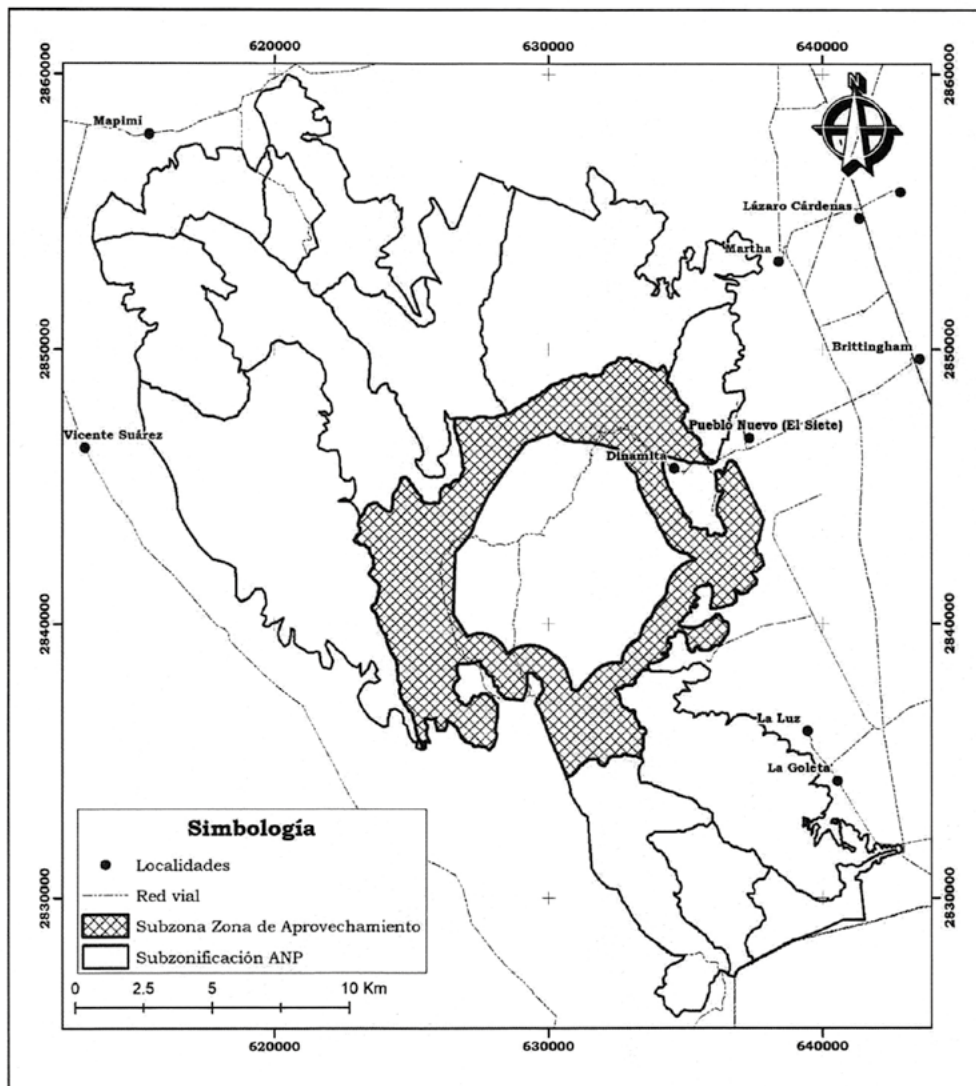 620000 630000 640000
2860000 2860000
N
Mapimí
Lázaro Cárdenas
Martha
2850000 2850000
Brittingham
Vicente Suárez
Pueblo Nuevo (El Siete)
Dinamita
2840000 2840000
La Luz
La Goleta
Simbología
Localidades
Red vial
Subzona Zona de Aprovechamiento
Subzonificación ANP
2830000 2830000
0 2.5 5 10 Km
620000 630000 640000